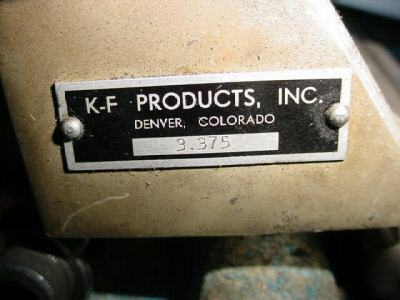 K-F PRODUCTS, INC.
DENVER, COLORADO
3.375